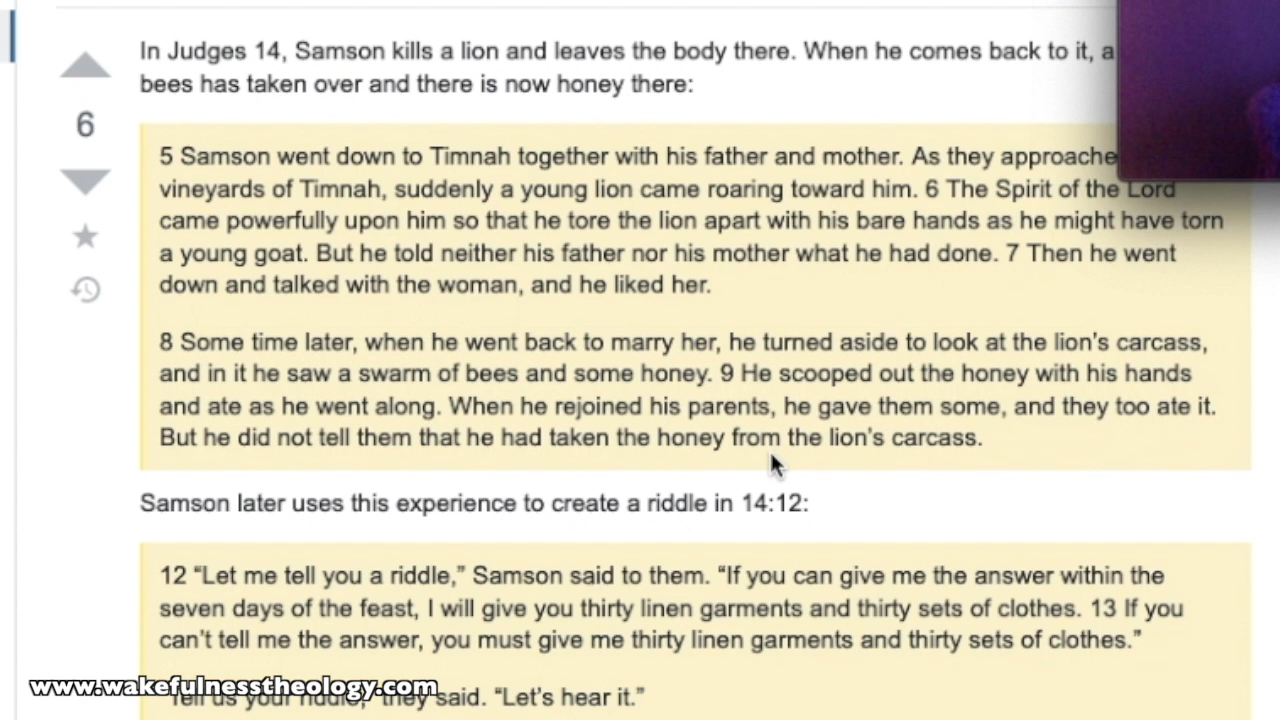 In Judges 14, Samson kills a lion and leaves the body there. When he comes back to it, a
bees has taken over and there is now honey there:
6
5 Samson went down to Timnah together with his father and mother. As they approache
vineyards of Timnah, suddenly a young lion came roaring toward him. 6 The Spirit of the Lord
came powerfully upon him so that he tore the lion apart with his bare hands as he might have torn
a young goat. But he told neither his father nor his mother what he had done. 7 Then he went
down and talked with the woman, and he liked her.
8 Some time later, when he went back to marry her, he turned aside to look at the lion’s carcass,
and in it he saw a swarm of bees and some honey. 9 He scooped out the honey with his hands
and ate as he went along. When he rejoined his parents, he gave them some, and they too ate it.
But he did not tell them that he had taken the honey from the lion’s carcass.
Samson later uses this experience to create a riddle in 14:12:
12 “Let me tell you a riddle,” Samson said to them. “If you can give me the answer within the
seven days of the feast, I will give you thirty linen garments and thirty sets of clothes. 13 If you
can’t tell me the answer, you must give me thirty linen garments and thirty sets of clothes.”
www.wakefulnesstheology.com
“Tell us your riddle,” they said. “Let’s hear it.”